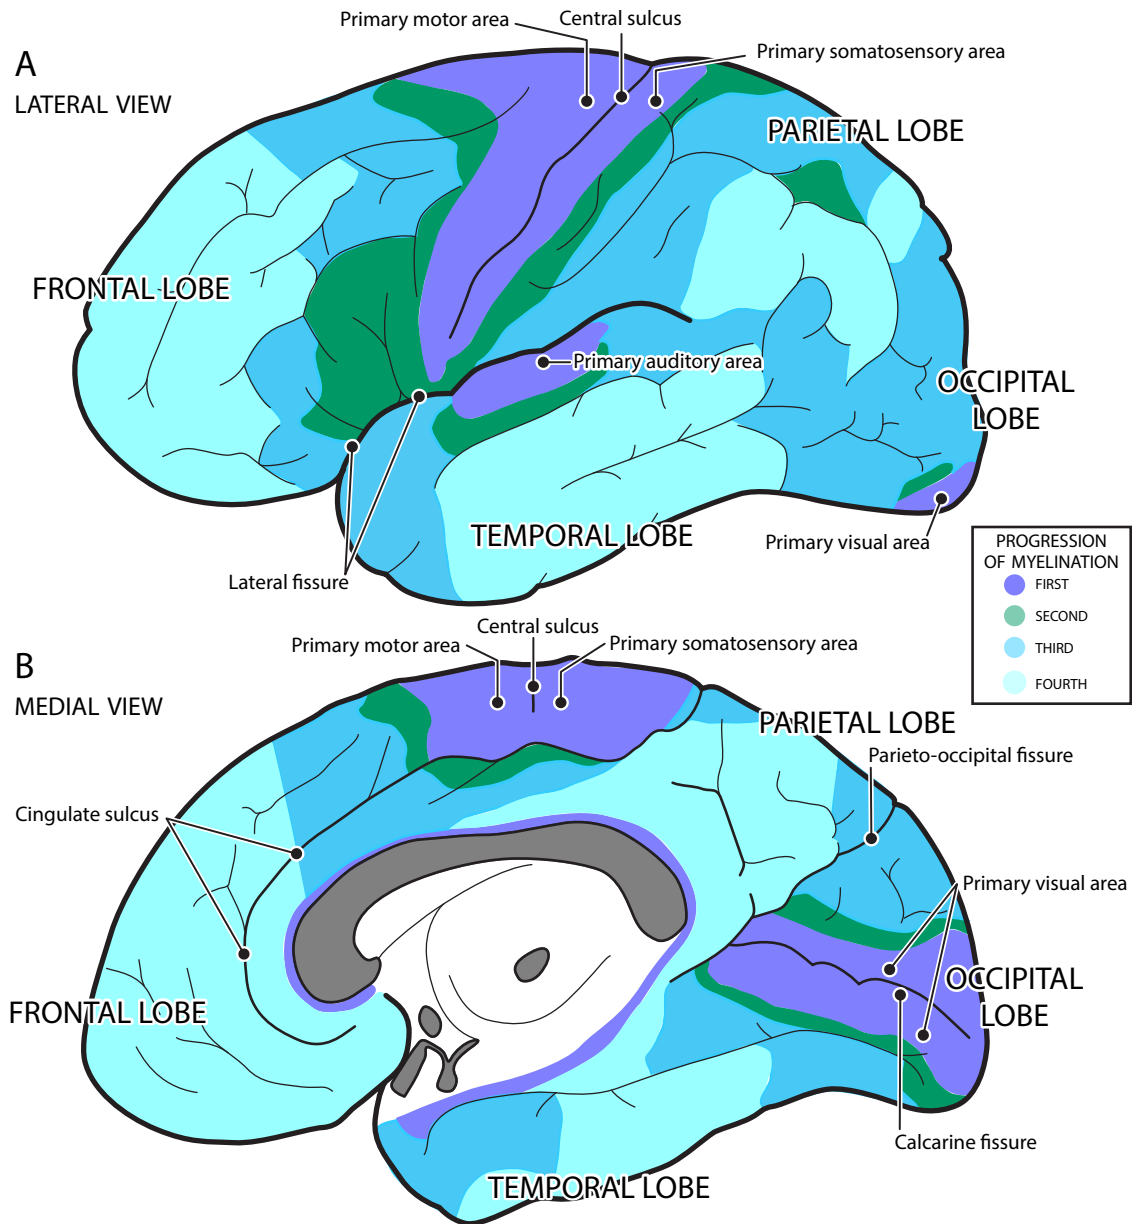 A
LATERAL VIEW
Primary motor area
Central sulcus
Primary somatosensory area
PARIETAL LOBE
FRONTAL LOBE
Primary auditory area
OCCIPITAL
LOBE
TEMPORAL LOBE
Primary visual area
Lateral fissure
PROGRESSION
OF MYELINATION
FIRST
SECOND
THIRD
FOURTH
B
MEDIAL VIEW
Primary motor area
Central sulcus
Primary somatosensory area
PARIETAL LOBE
Parieto-occipital fissure
Cingulate sulcus
Primary visual area
FRONTAL LOBE
OCCIPITAL
LOBE
Calcarine fissure
TEMPORAL LOBE